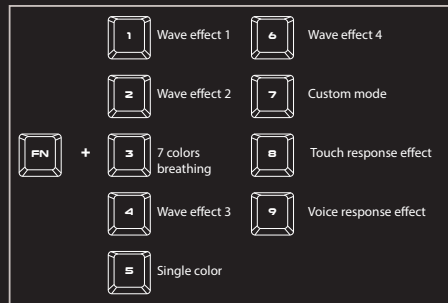 1 Wave effect 1
2 Wave effect 2
FN + 3 7 colors
breathing
4 Wave effect 3
5 Single color
6 Wave effect 4
7 Custom mode
8 Touch response effect
9 Voice response effect